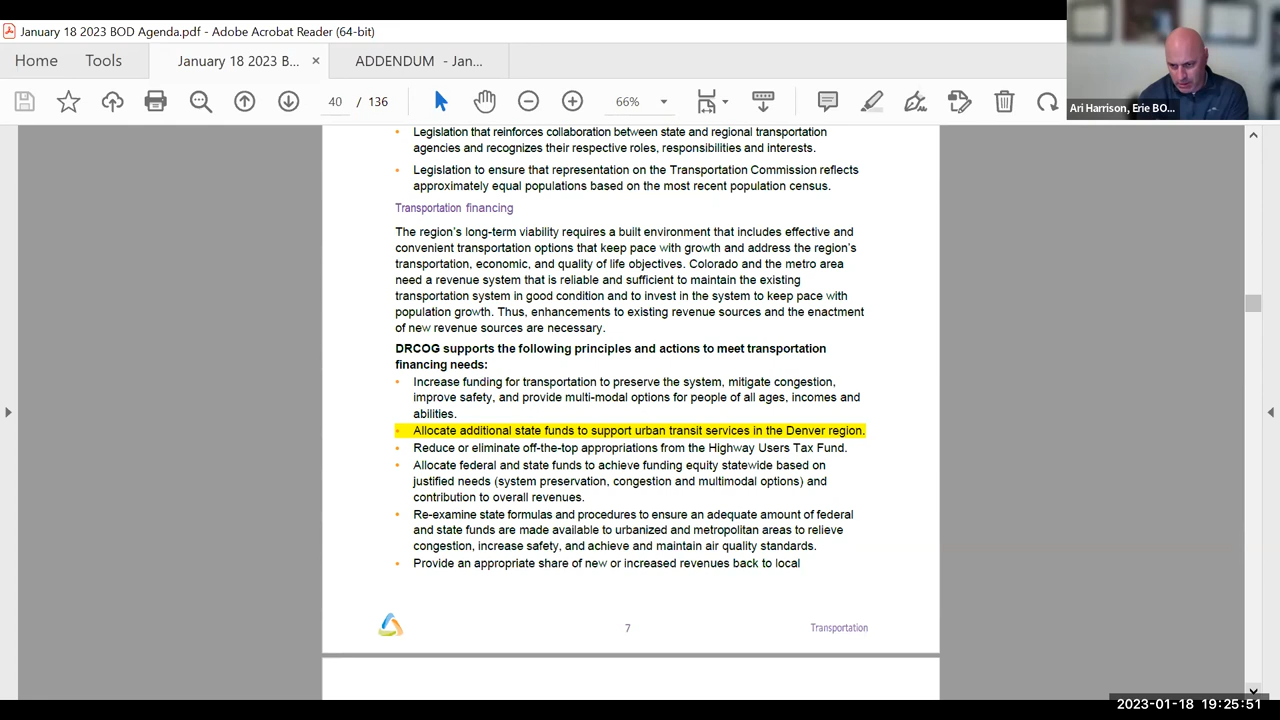 January 18 2023 BOD Agenda.pdf - Adobe Acrobat Reader (64-bit)
Home
Tools
January 18 2023 B...
×
ADDENDUM - Jan...
40 / 136
66%
Ari Harrison, Erie BO...
• Legislation that reinforces collaboration between state and regional transportation
agencies and recognizes their respective roles, responsibilities and interests.
• Legislation to ensure that representation on the Transportation Commission reflects
approximately equal populations based on the most recent population census.
Transportation financing
The region's long-term viability requires a built environment that includes effective and
convenient transportation options that keep pace with growth and address the region's
transportation, economic, and quality of life objectives. Colorado and the metro area
need a revenue system that is reliable and sufficient to maintain the existing
transportation system in good condition and to invest in the system to keep pace with
population growth. Thus, enhancements to existing revenue sources and the enactment
of new revenue sources are necessary.
DRCOG supports the following principles and actions to meet transportation
financing needs:
• Increase funding for transportation to preserve the system, mitigate congestion,
improve safety, and provide multi-modal options for people of all ages, incomes and
abilities.
• Allocate additional state funds to support urban transit services in the Denver region.
• Reduce or eliminate off-the-top appropriations from the Highway Users Tax Fund.
• Allocate federal and state funds to achieve funding equity statewide based on
justified needs (system preservation, congestion and multimodal options) and
contribution to overall revenues.
• Re-examine state formulas and procedures to ensure an adequate amount of federal
and state funds are made available to urbanized and metropolitan areas to relieve
congestion, increase safety, and achieve and maintain air quality standards.
• Provide an appropriate share of new or increased revenues back to local
7
Transportation
2023-01-18 19:25:51